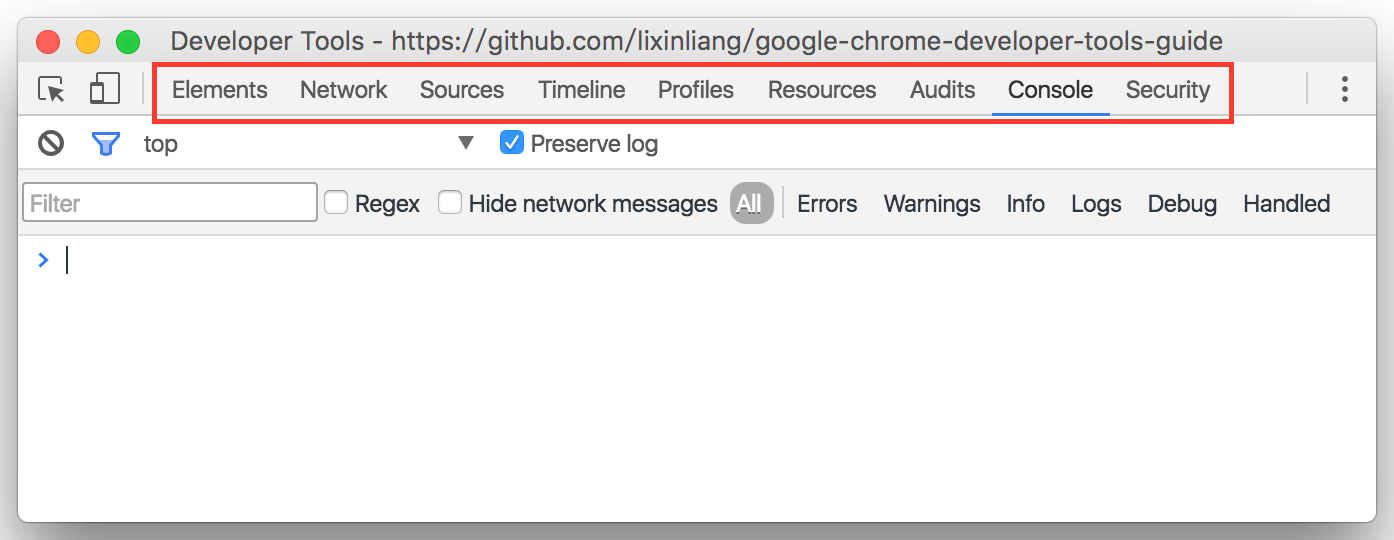 Developer Tools - https://github.com/lixinliang/google-chrome-developer-tools-guide
Elements Network Sources Timeline Profiles Resources Audits Console Security
top Preserve log
Filter Regex Hide network messages All Errors Warnings Info Logs Debug Handled